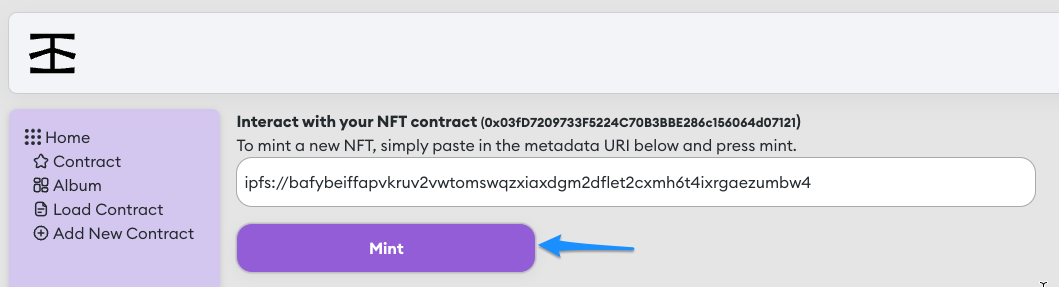 Home
Contract
Album
Load Contract
Add New Contract
Interact with your NFT contract (0x03fD7209733F5224C70B3BBE286c156064d07121)
To mint a new NFT, simply paste in the metadata URI below and press mint.
ipfs://bafybeiffapvkruv2vwtomswqzxiaxdgm2dflet2cxmh6t4ixrgaezumbw4
Mint